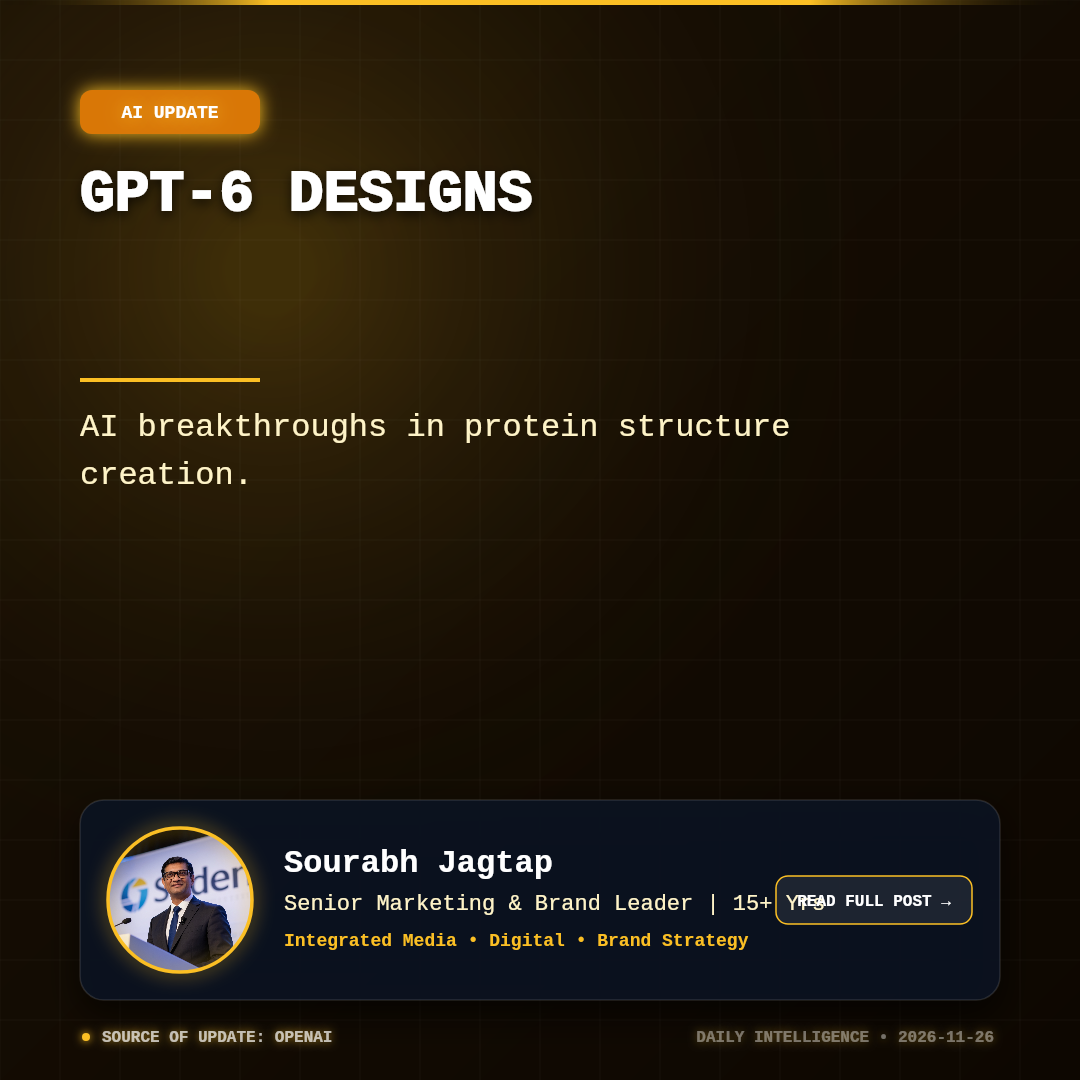 AI UPDATE
GPT-6 DESIGNS
AI breakthroughs in protein structure
creation.
Sourabh Jagtap
Senior Marketing & Brand Leader | 15+ Yrs
READ FULL POST →
Integrated Media • Digital • Brand Strategy
SOURCE OF UPDATE: OPENAI
DAILY INTELLIGENCE • 2026-11-26